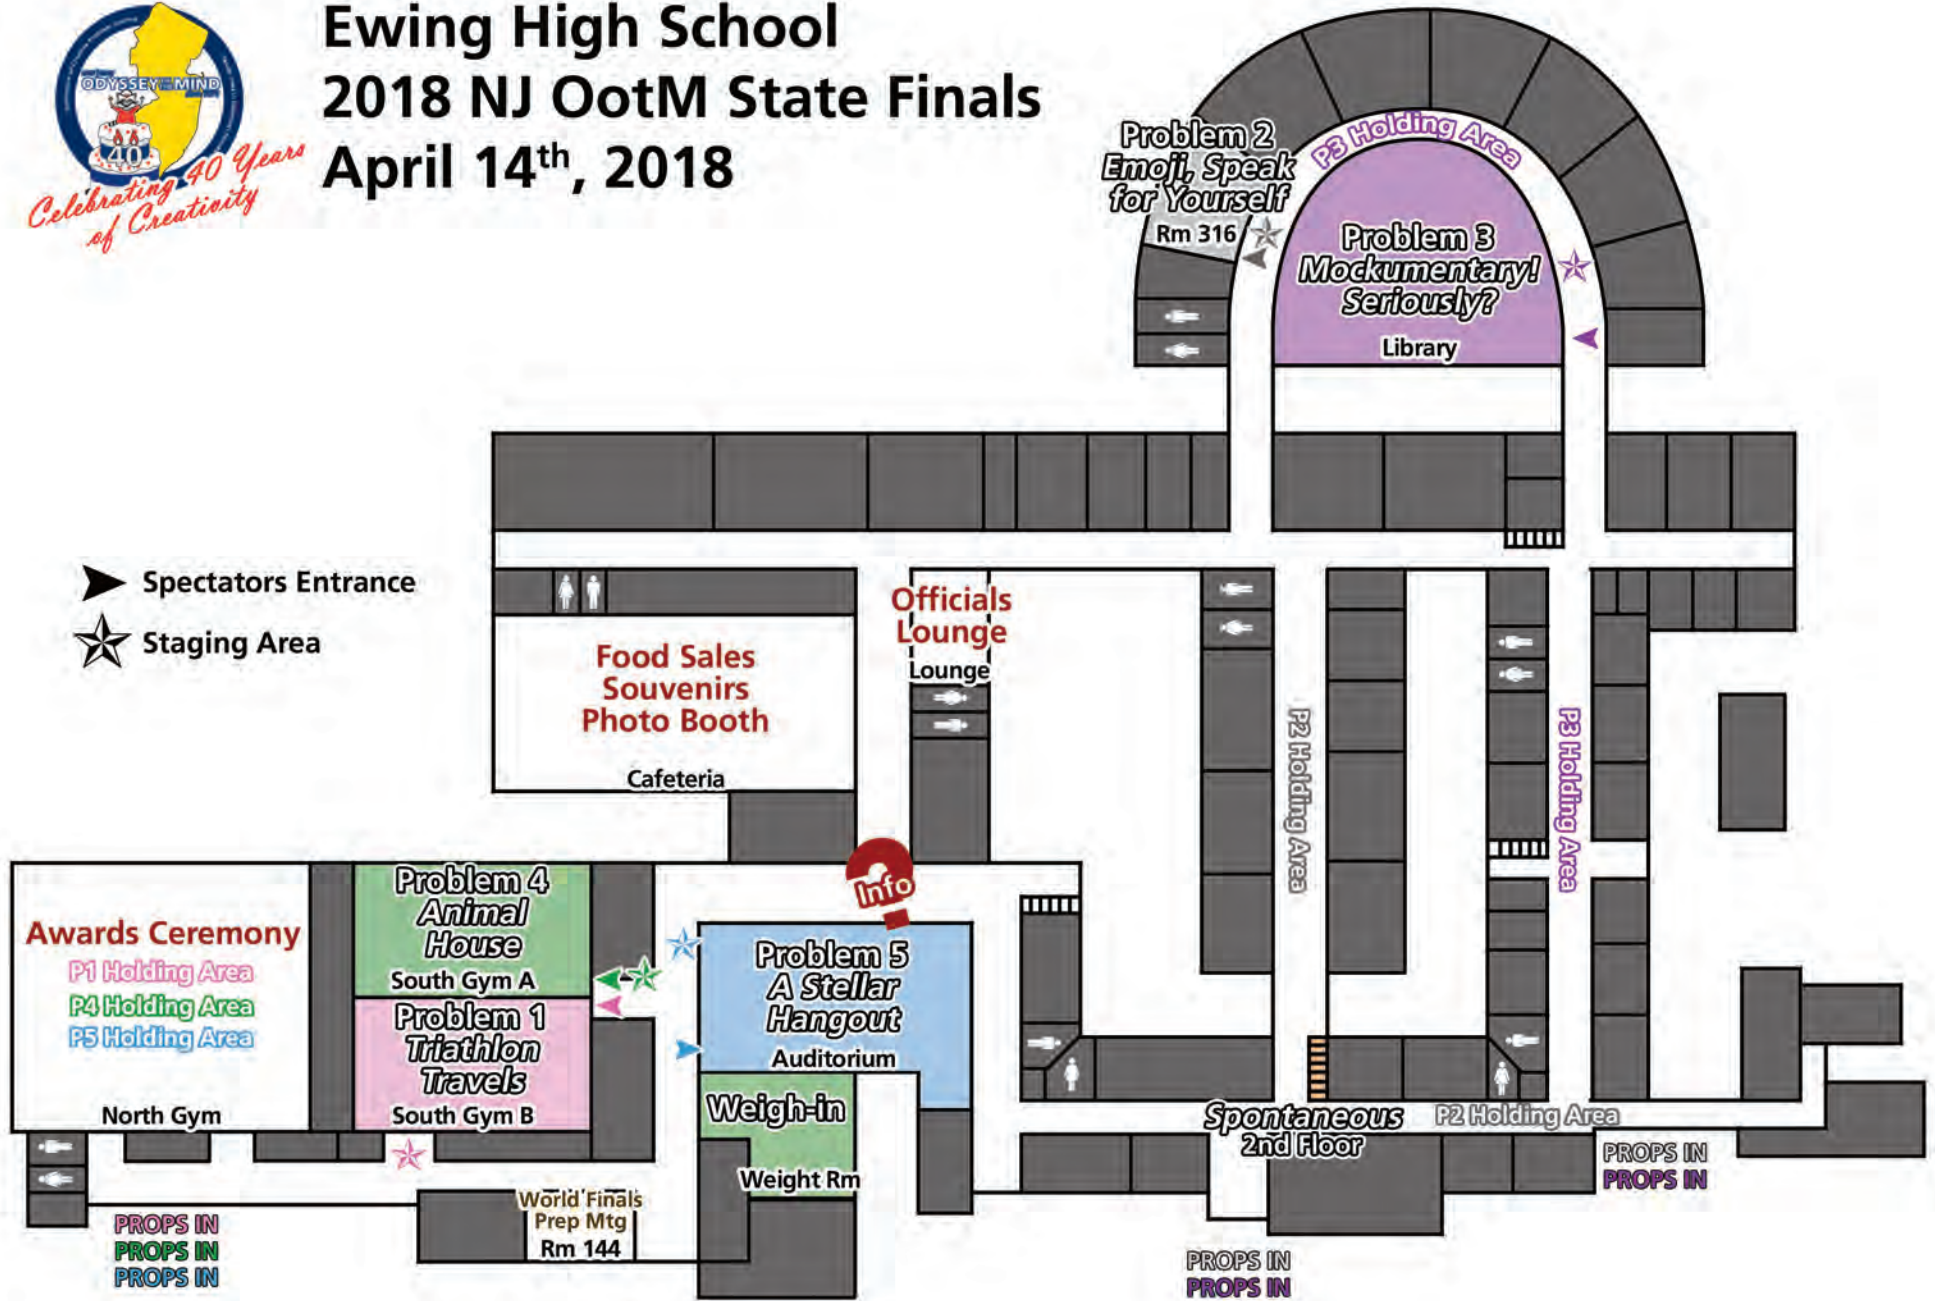 Ewing High School
2018 NJ OotM State Finals
April 14th, 2018
ODYSSEY OF THE MIND
40
Celebrating 40 Years
of Creativity
Problem 2
Emoji, Speak
for Yourself
Rm 316
P3 Holding Area
Problem 3
Mockumentary!
Seriously?
Library
Spectators Entrance
Staging Area
Officials
Lounge
Lounge
Food Sales
Souvenirs
Photo Booth
Cafeteria
P2 Holding Area
P3 Holding Area
Info
Awards Ceremony
P1 Holding Area
P4 Holding Area
P5 Holding Area
North Gym
Problem 4
Animal
House
South Gym A
Problem 1
Triathlon
Travels
South Gym B
Problem 5
A Stellar
Hangout
Auditorium
Weigh-in
Weight Rm
Spontaneous
2nd Floor
P2 Holding Area
PROPS IN
PROPS IN
World Finals
Prep Mtg
Rm 144
PROPS IN
PROPS IN
PROPS IN
PROPS IN
PROPS IN